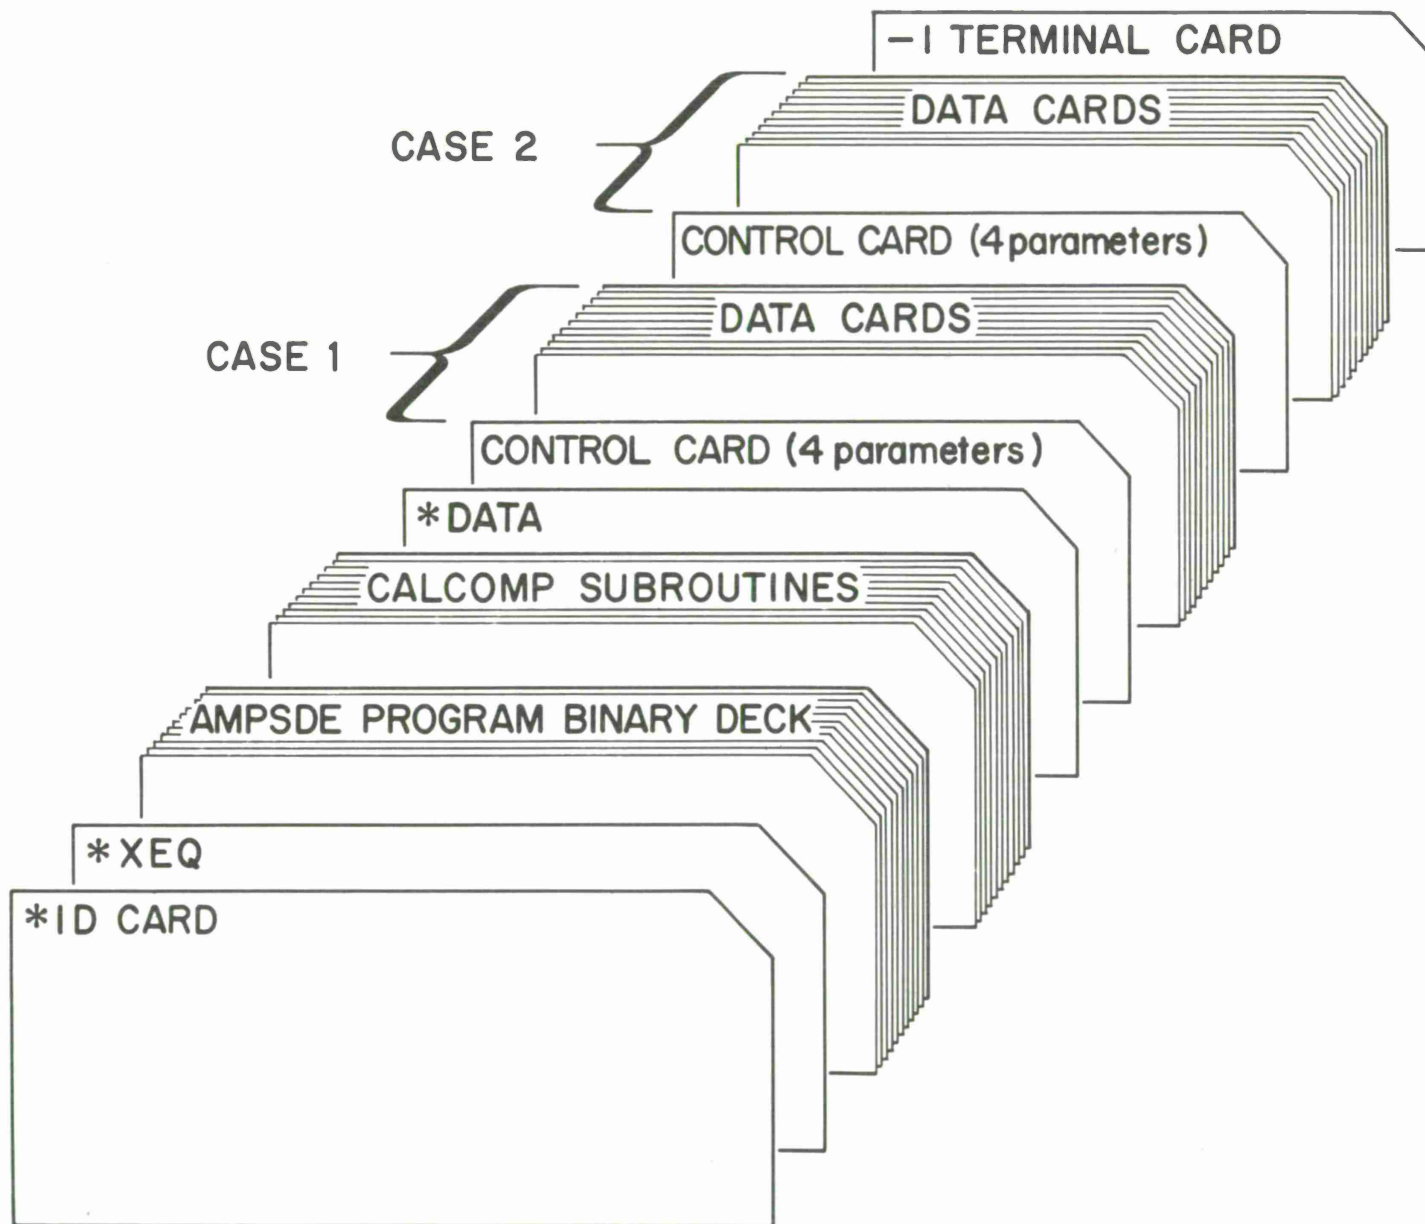 -1 TERMINAL CARD
DATA CARDS
CASE 2
CONTROL CARD (4 parameters)
DATA CARDS
CASE 1
CONTROL CARD (4 parameters)
*DATA
CALCOMP SUBROUTINES
AMPSDE PROGRAM BINARY DECK
*XEQ
*ID CARD